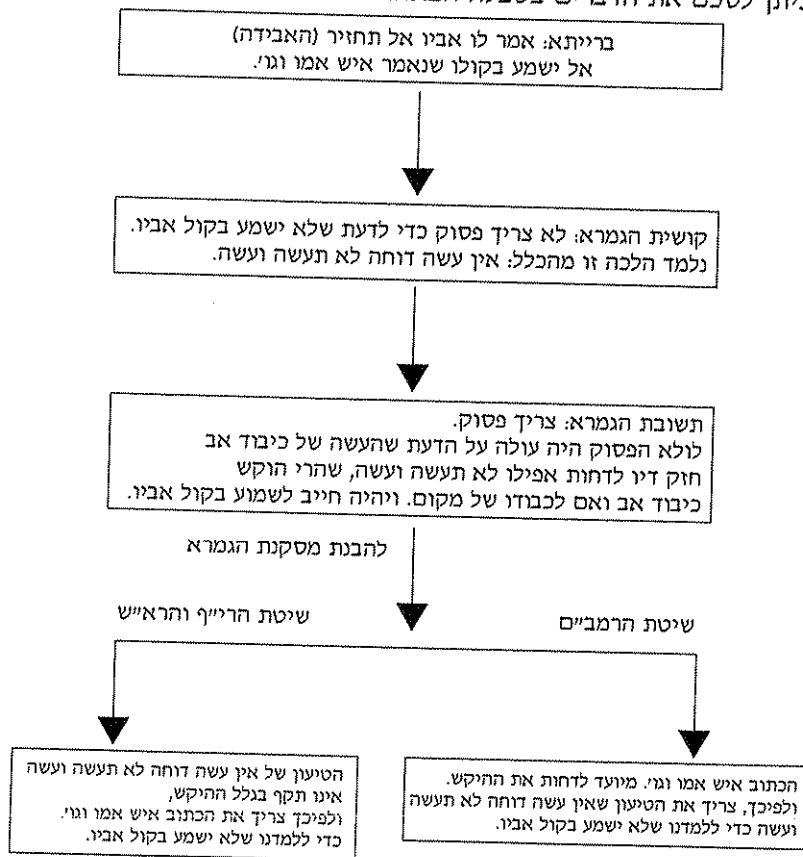 ניתן לסכם את הדברים
ברייתא: אמר לו אביו אל תחזיר (האבידה)
אל ישמע בקולו שנאמר איש אמו וגו׳.
קושית הגמרא: לא צריך פסוק כדי לדעת שלא ישמע בקול אביו.
נלמד הלכה זו מהכלל: אין עשה דוחה לא תעשה ועשה.
תשובת הגמרא: צריך פסוק.
לולא הפסוק היה עולה על הדעת שהעשה של כיבוד אב
חזק דיו לדחות אפילו לא תעשה ועשה, שהרי הוקש
כיבוד אב ואם לכבודו של מקום. ויהיה חייב לשמוע בקול אביו.
להבנת מסקנת הגמרא
שיטת הרמב״ם
שיטת הרי״ף והרא״ש
הכתוב איש אמו וגו׳. מיועד לדחות את ההיקש.
ולפיכך, צריך את הטיעון שאין עשה דוחה לא תעשה
ועשה כדי ללמדנו שלא ישמע בקול אביו.
הטיעון של אין עשה דוחה לא תעשה ועשה
אינו תקף בגלל ההיקש,
ולפיכך צריך את הכתוב איש אמו וגו׳.
כדי ללמדנו שלא ישמע בקול אביו.